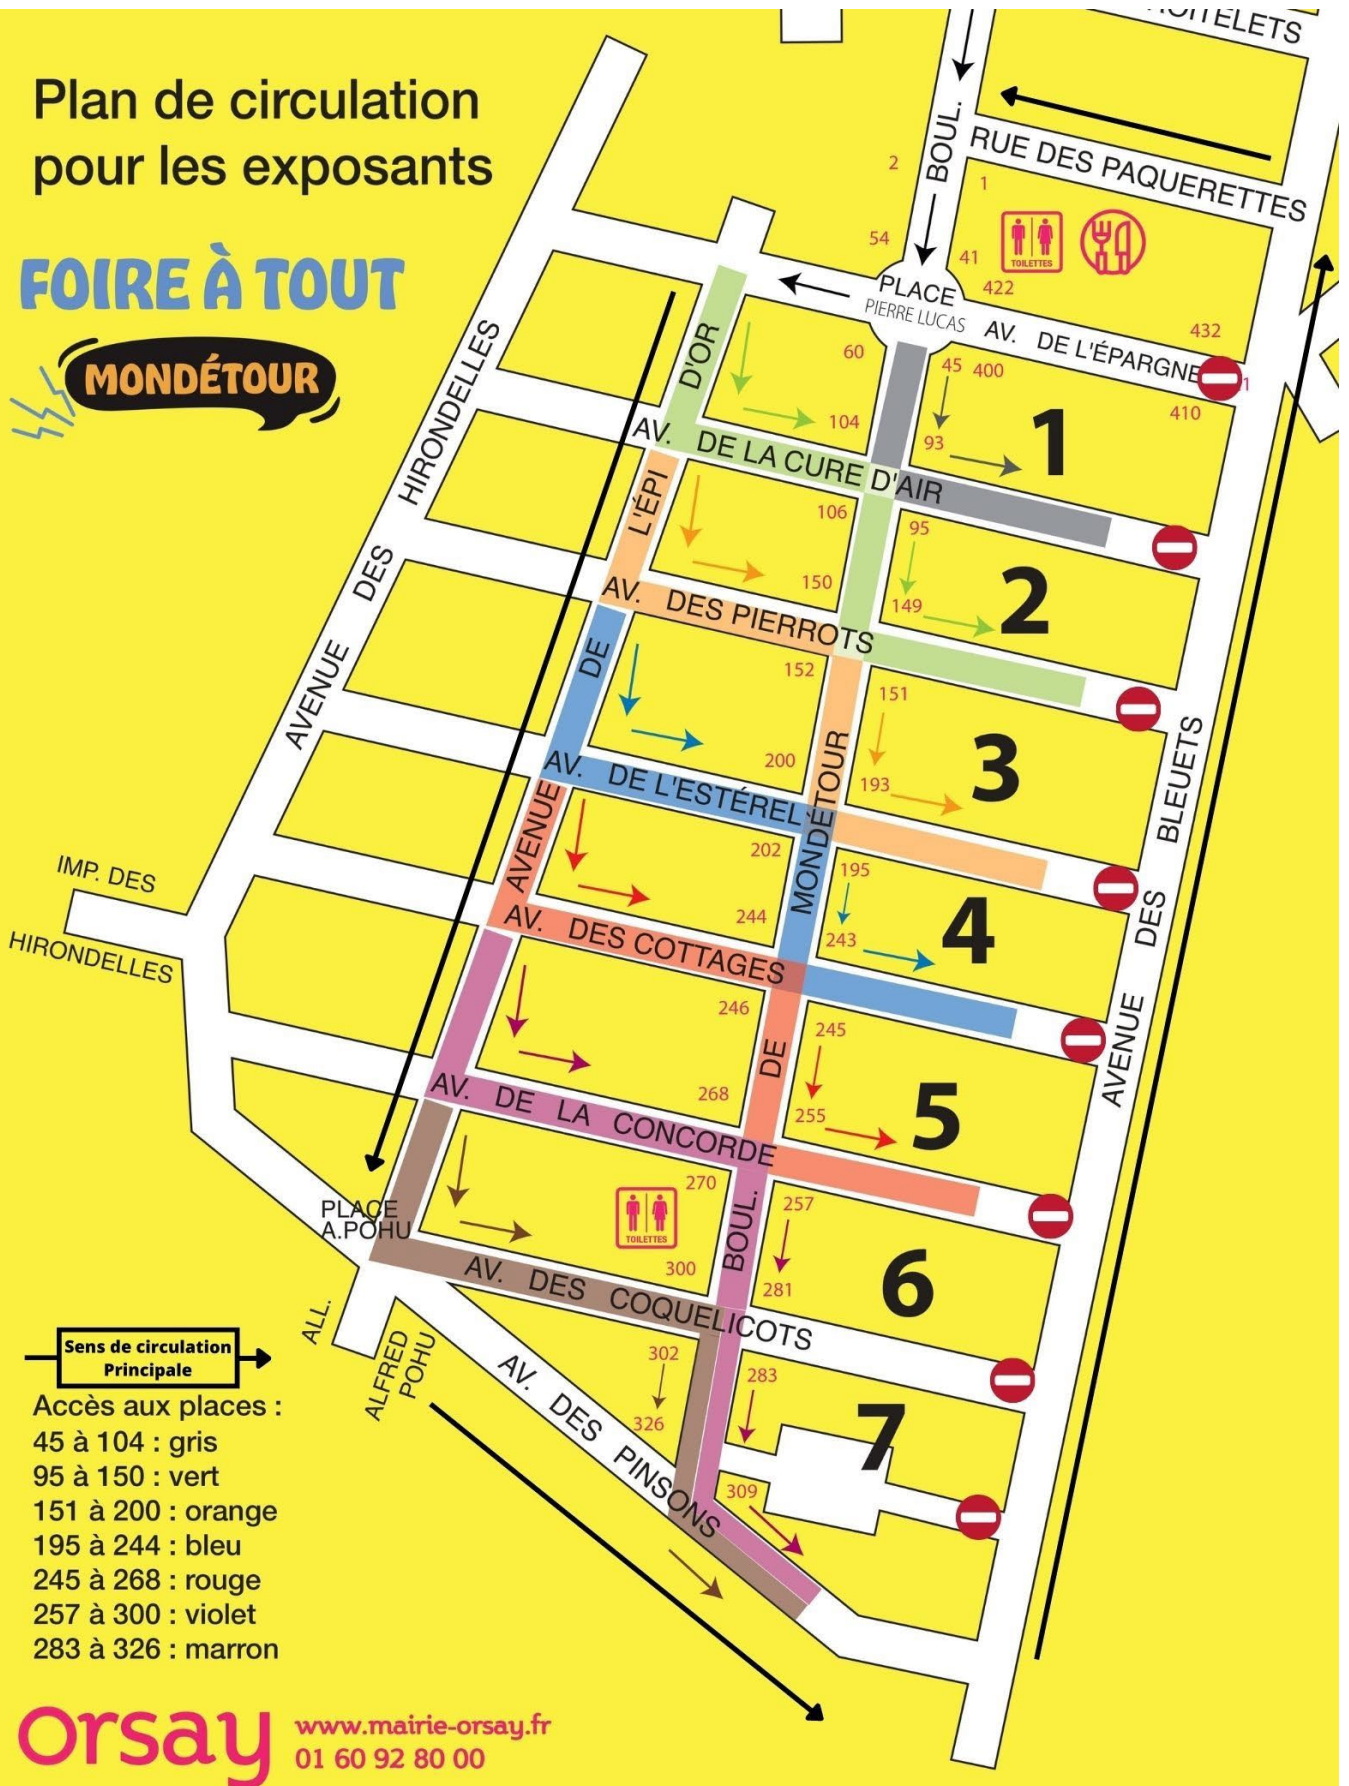 Plan de circulation
pour les exposants
FOIRE À TOUT
MONDÉTOUR
BOUL.
RUE DES PAQUERETTES
2
1
54
41
TOILETTES
422
PLACE
PIERRE LUCAS
AV. DE L'ÉPARGNE
432
60
45
400
410
104
93
1
D'OR
AV. DE LA CURE D'AIR
L'ÉPI
106
95
150
149
2
AV. DES PIERROTS
DE
152
151
200
193
3
AV. DE L'ESTÉREL
AVENUE
MONDÉTOUR
202
195
244
243
4
AV. DES COTTAGES
246
245
DE
268
255
5
AV. DE LA CONCORDE
270
257
TOILETTES
BOUL.
300
281
6
AV. DES COQUELICOTS
302
283
326
309
7
AV. DES PINSONS
AVENUE DES HIRONDELLES
AVENUE DES BLEUETS
IMP. DES
HIRONDELLES
PLACE
A.POHU
ALL.
ALFRED
POHU
Sens de circulation
Principale
Accès aux places :
45 à 104 : gris
95 à 150 : vert
151 à 200 : orange
195 à 244 : bleu
245 à 268 : rouge
257 à 300 : violet
283 à 326 : marron
orsay
www.mairie-orsay.fr
01 60 92 80 00